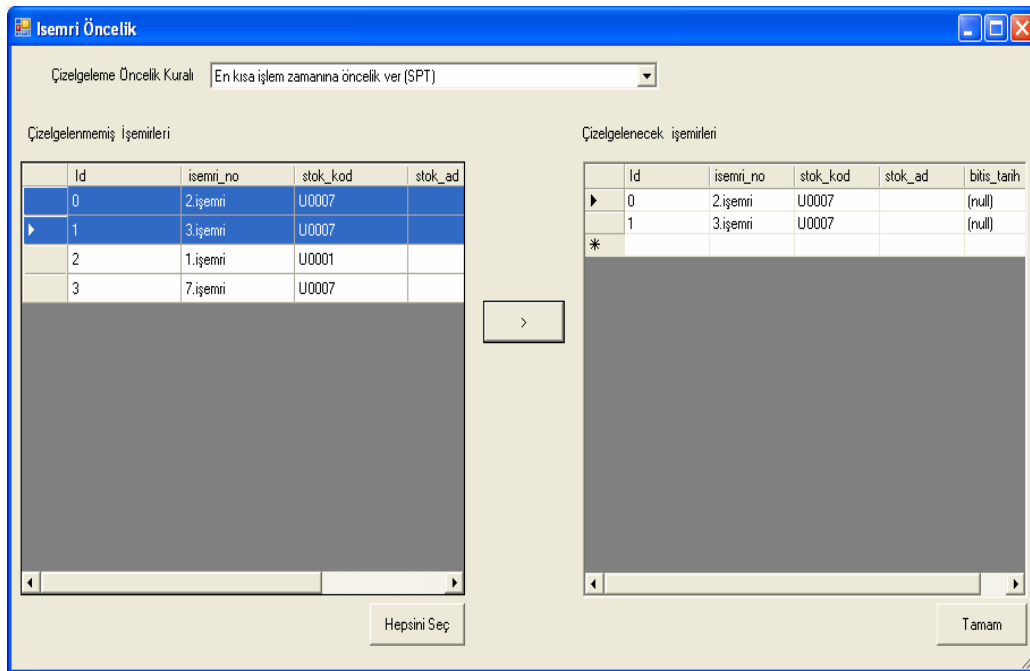 Isemri Öncelik
Çizelgeleme Öncelik Kuralı En kısa işlem zamanına öncelik ver (SPT)
Çizelgelenmemiş İşemirleri
Id isemri_no stok_kod stok_ad
0 2.işemri U0007
1 3.işemri U0007
2 1.işemri U0001
3 7.işemri U0007
Hepsini Seç
>
Çizelgelenecek işemirleri
Id isemri_no stok_kod stok_ad bitis_tarih
0 2.işemri U0007 (null)
1 3.işemri U0007 (null)
Tamam